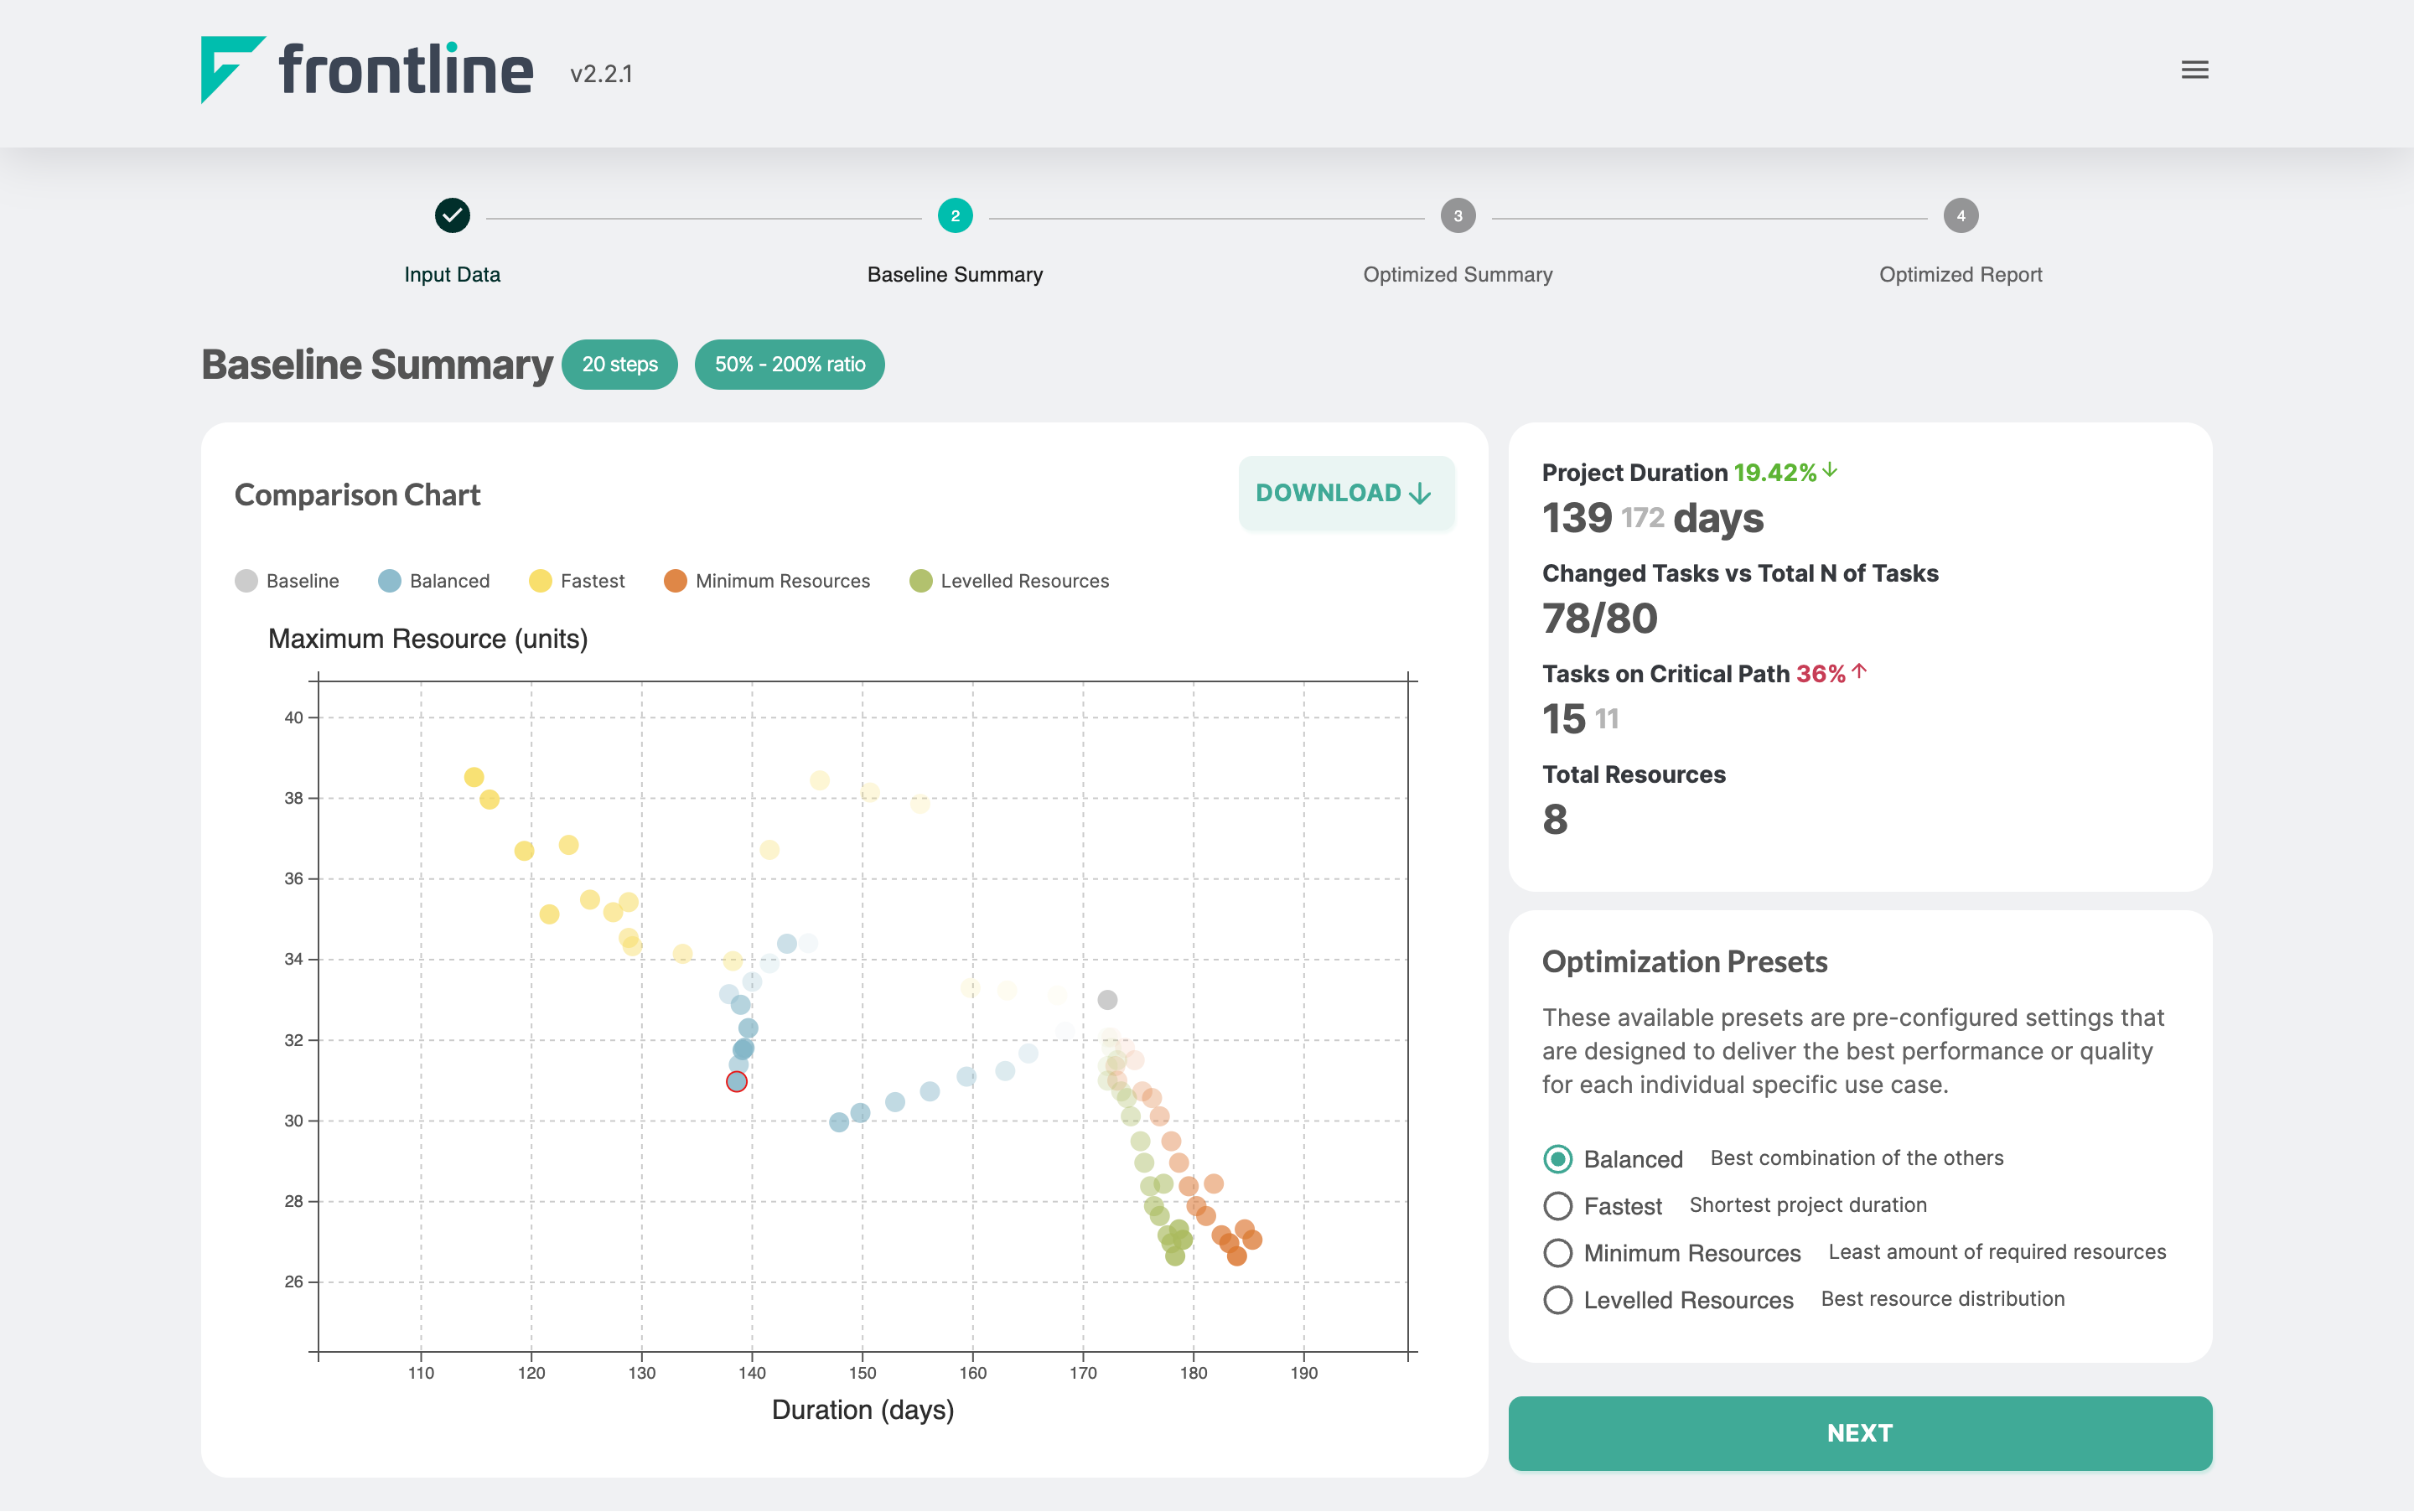 frontline v2.2.1
2
3
4
Input Data
Baseline Summary
Optimized Summary
Optimized Report
Baseline Summary
20 steps
50% - 200% ratio
Comparison Chart
DOWNLOAD
Baseline
Balanced
Fastest
Minimum Resources
Levelled Resources
Maximum Resource (units)
40
38
36
34
32
30
28
26
110
120
130
140
150
160
170
180
190
Duration (days)
Project Duration 19.42%
139 172 days
Changed Tasks vs Total N of Tasks
78/80
Tasks on Critical Path 36%
15 11
Total Resources
8
Optimization Presets
These available presets are pre-configured settings that
are designed to deliver the best performance or quality
for each individual specific use case.
Balanced Best combination of the others
Fastest Shortest project duration
Minimum Resources Least amount of required resources
Levelled Resources Best resource distribution
NEXT